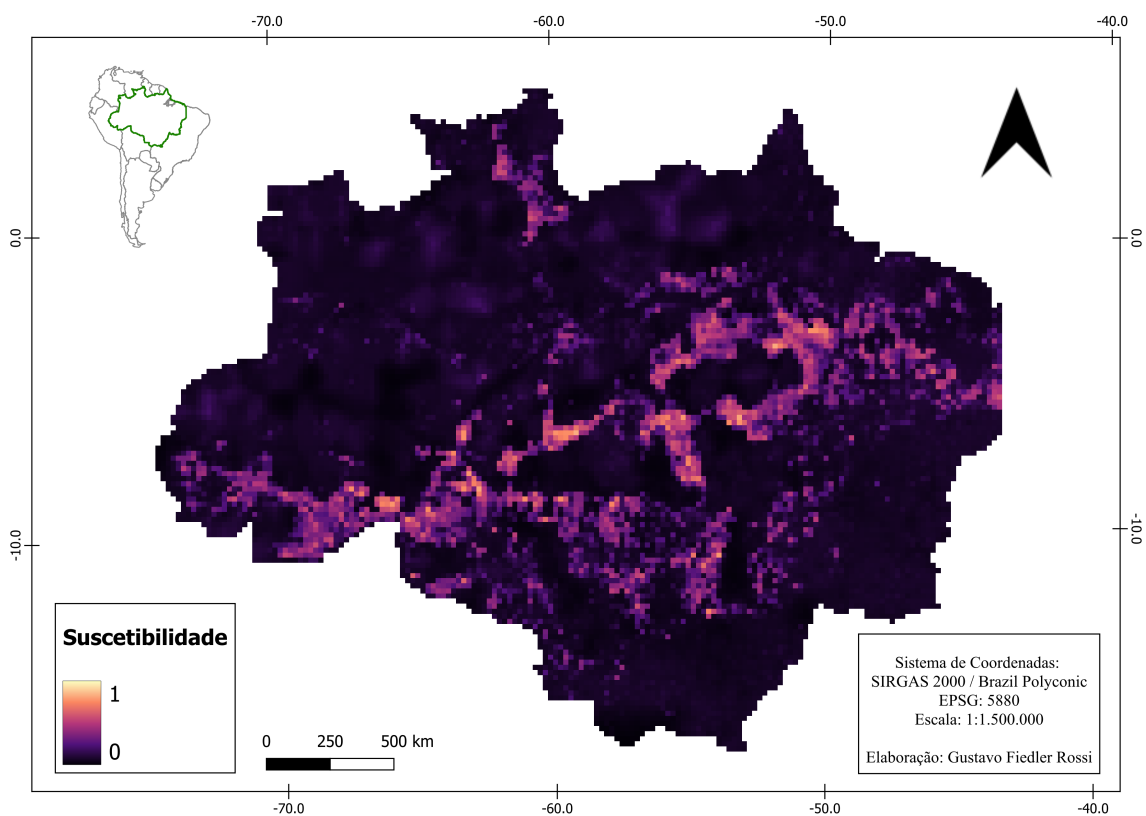 -70.0 -60.0 -50.0 -40.0
0.0 0.0
-10.0 -10.0
Suscetibilidade
1
0
0 250 500 km
Sistema de Coordenadas:
SIRGAS 2000 / Brazil Polyconic
EPSG: 5880
Escala: 1:1.500.000
Elaboração: Gustavo Fiedler Rossi
-70.0 -60.0 -50.0 -40.0